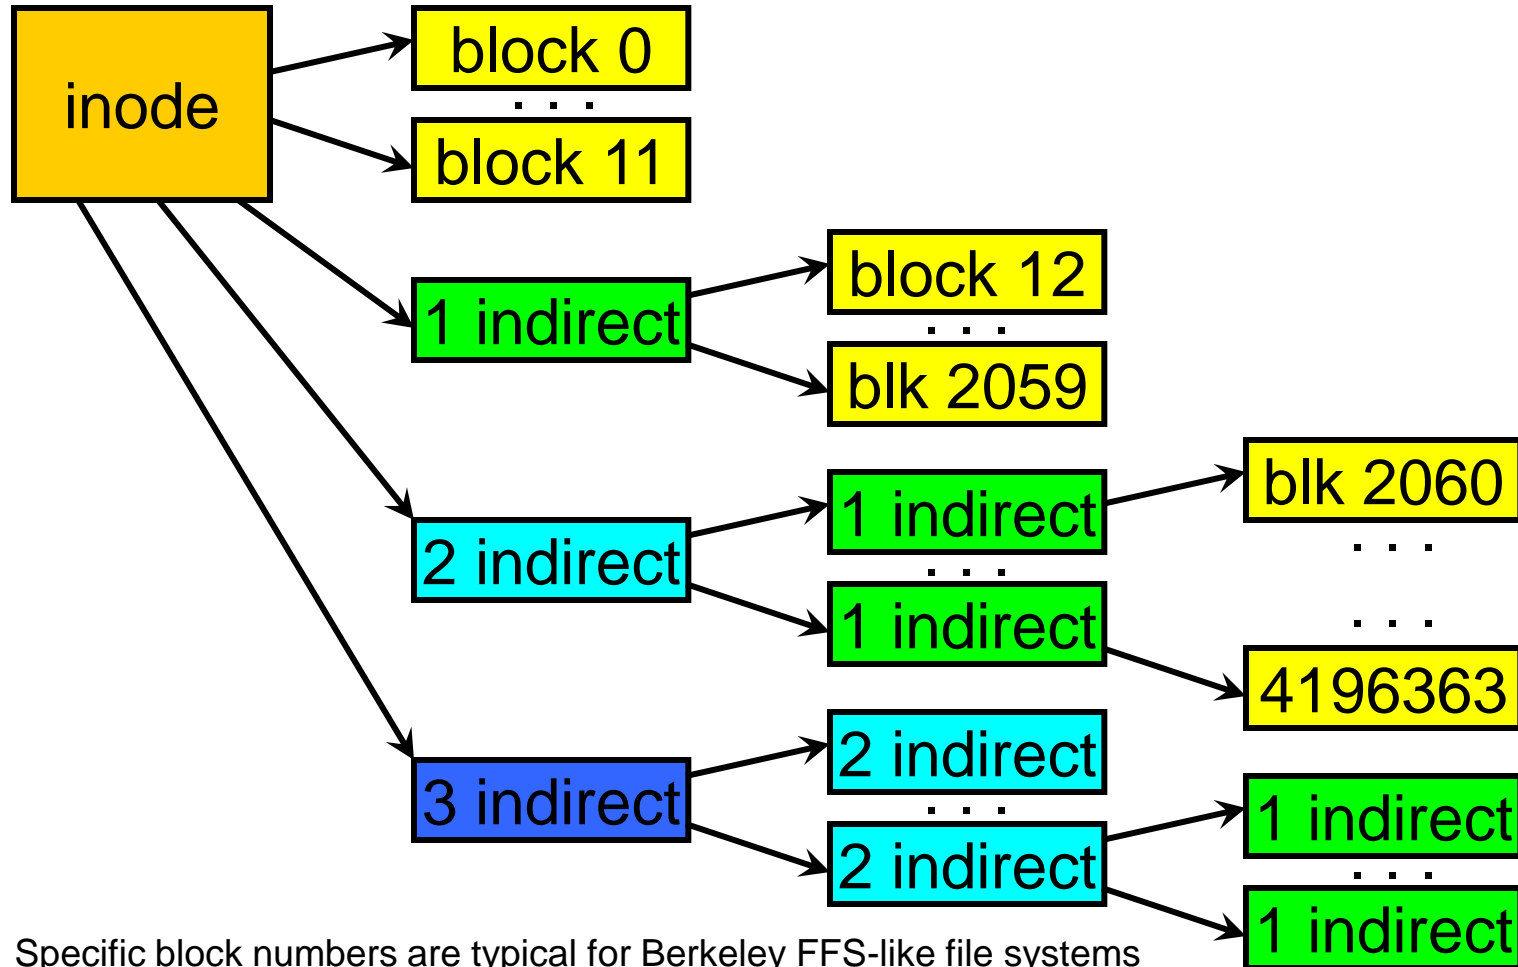 inode
block 0
. . .
block 11
1 indirect
block 12
. . .
blk 2059
2 indirect
1 indirect
. . .
1 indirect
blk 2060
. . .
. . .
4196363
3 indirect
2 indirect
. . .
2 indirect
1 indirect
. . .
1 indirect
Specific block numbers are typical for Berkeley FFS-like file systems